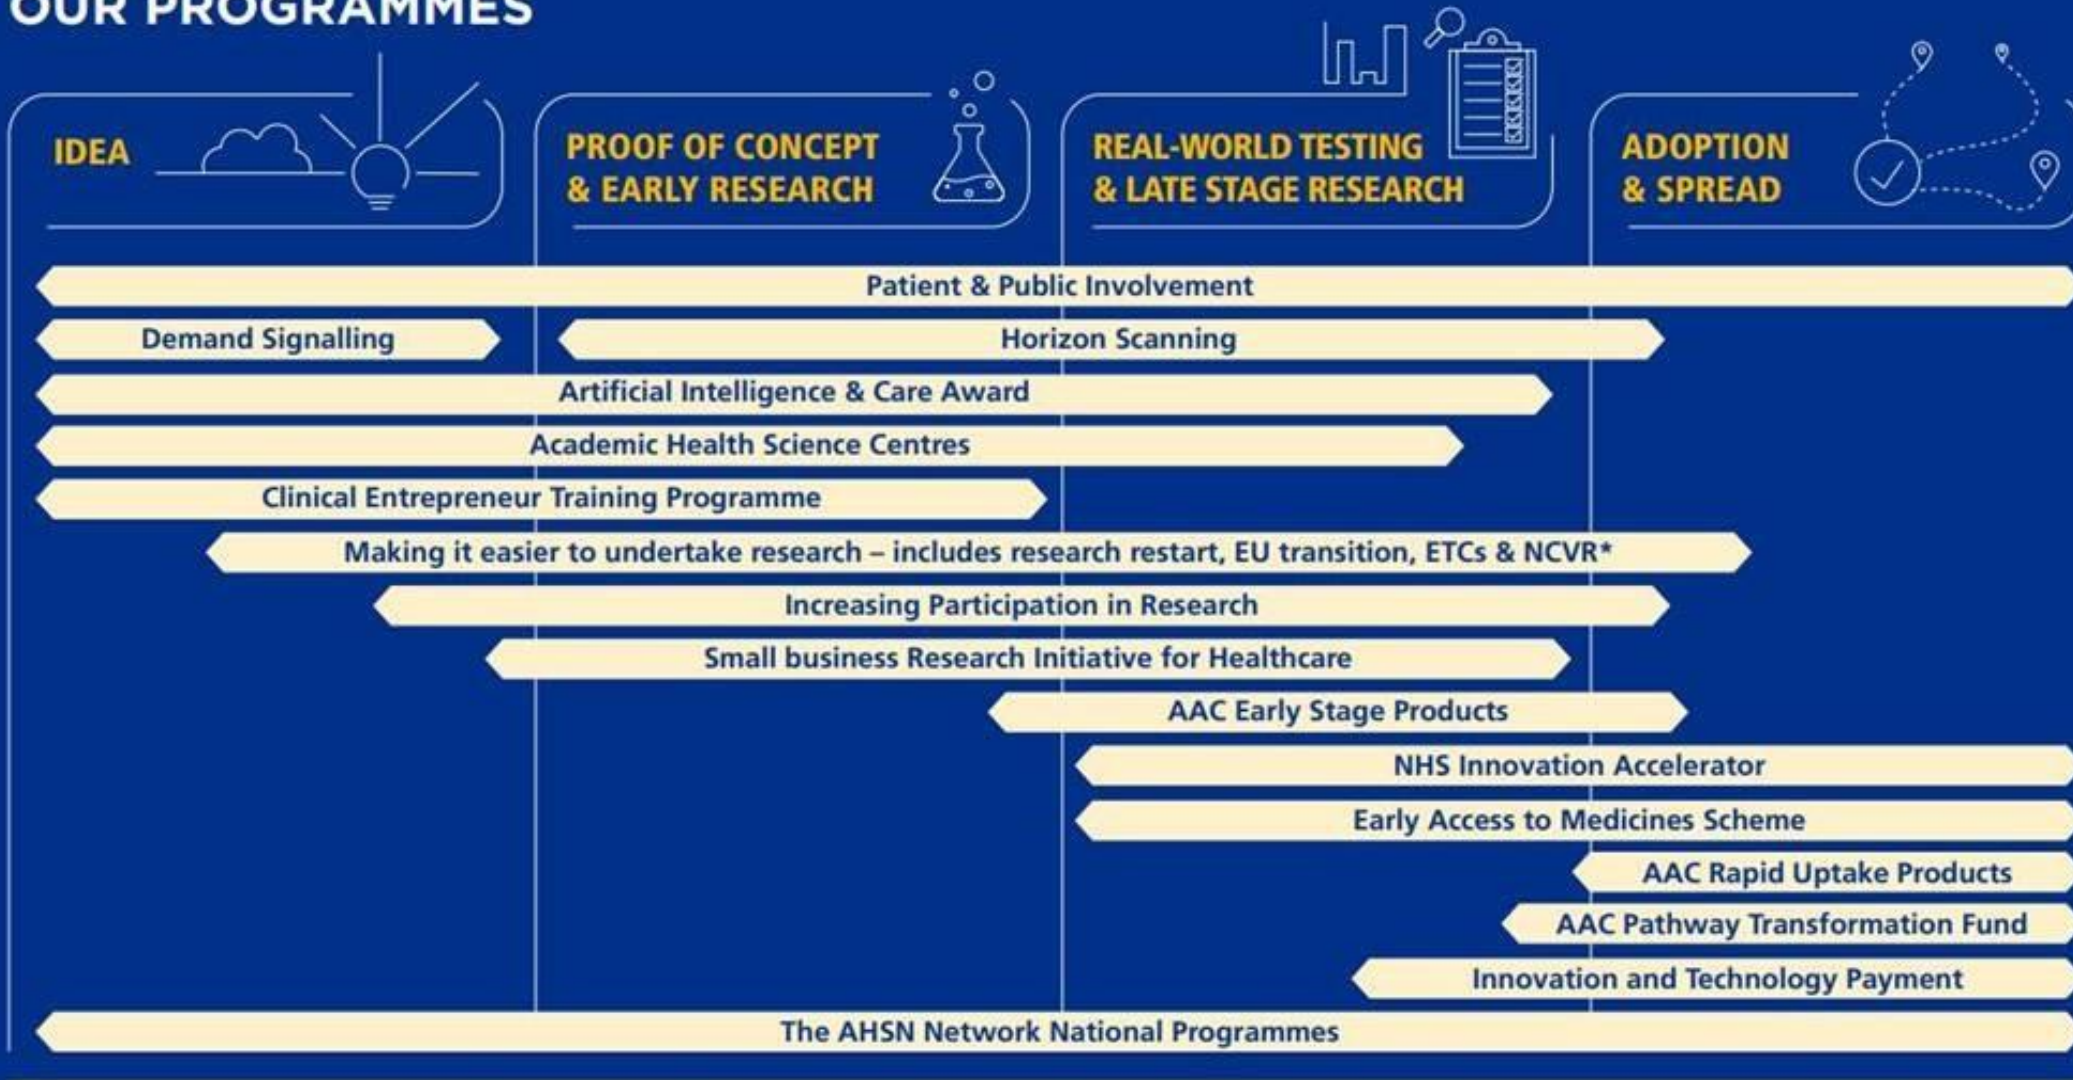 OUR PROGRAMMES
IDEA
PROOF OF CONCEPT
& EARLY RESEARCH
REAL-WORLD TESTING
& LATE STAGE RESEARCH
ADOPTION
& SPREAD
Patient & Public Involvement
Demand Signalling
Horizon Scanning
Artificial Intelligence & Care Award
Academic Health Science Centres
Clinical Entrepreneur Training Programme
Making it easier to undertake research – includes research restart, EU transition, ETCs & NCVR*
Increasing Participation in Research
Small business Research Initiative for Healthcare
AAC Early Stage Products
NHS Innovation Accelerator
Early Access to Medicines Scheme
AAC Rapid Uptake Products
AAC Pathway Transformation Fund
Innovation and Technology Payment
The AHSN Network National Programmes